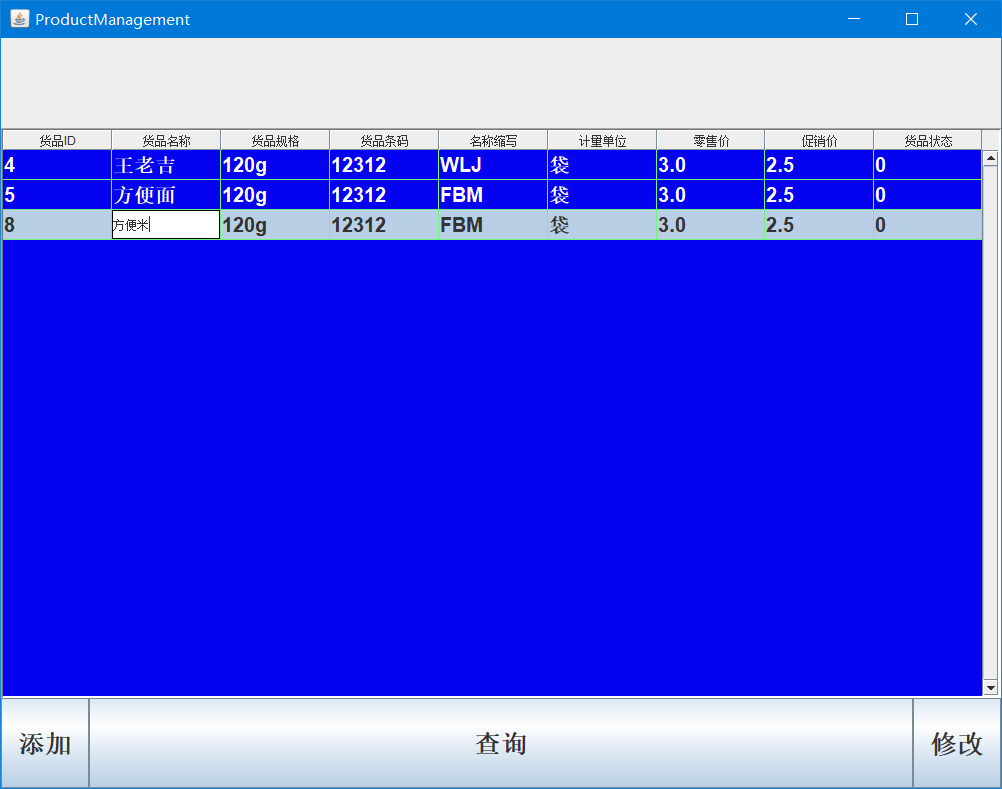 ProductManagement
货品ID 货品名称 货品规格 货品条码 名称缩写 计量单位 零售价 促销价 货品状态
4 王老吉 120g 12312 WLJ 袋 3.0 2.5 0
5 方便面 120g 12312 FBM 袋 3.0 2.5 0
8 方便米 120g 12312 FBM 袋 3.0 2.5 0
添加 查询 修改